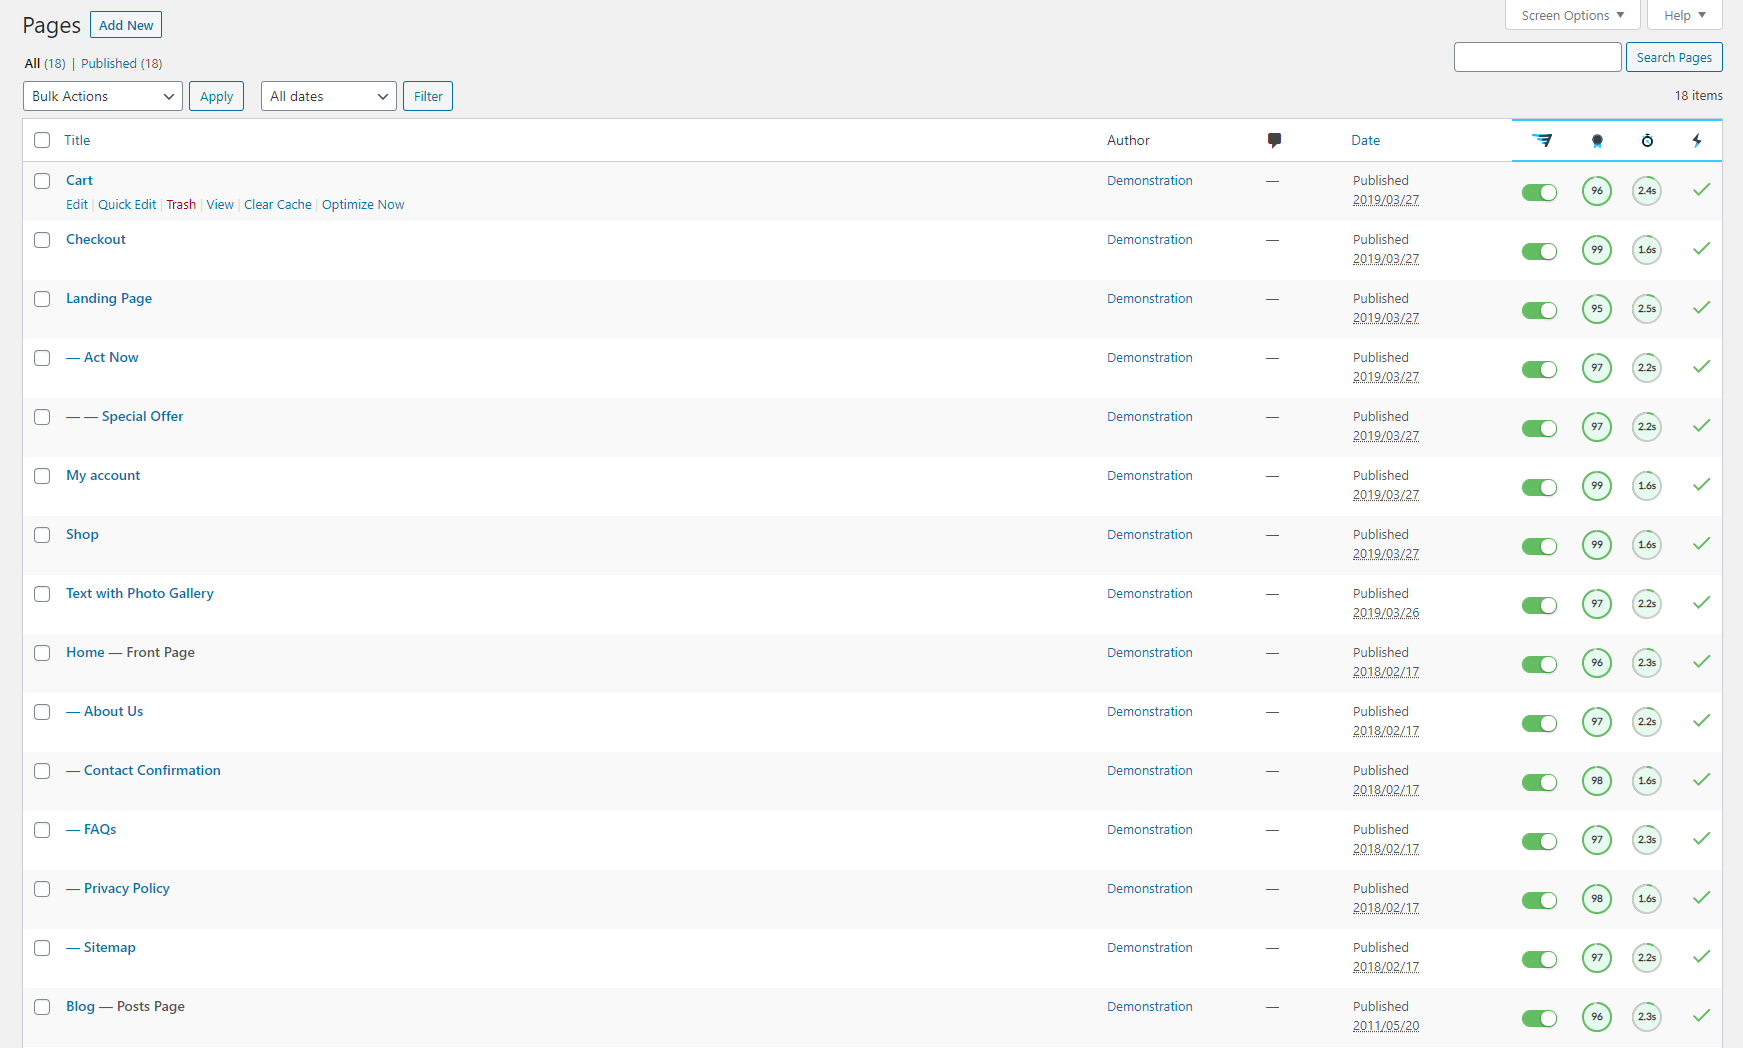 Pages Add New Screen Options Help
All (18) | Published (18) Search Pages
Bulk Actions Apply All dates Filter 18 items
Title Author Date
Cart Demonstration — Published 96 2.4s
Edit | Quick Edit | Trash | View | Clear Cache | Optimize Now 2019/03/27
Checkout Demonstration — Published 99 1.6s
2019/03/27
Landing Page Demonstration — Published 95 2.5s
2019/03/27
— Act Now Demonstration — Published 97 2.2s
2019/03/27
— — Special Offer Demonstration — Published 97 2.2s
2019/03/27
My account Demonstration — Published 99 1.6s
2019/03/27
Shop Demonstration — Published 99 1.6s
2019/03/27
Text with Photo Gallery Demonstration — Published 97 2.2s
2019/03/26
Home — Front Page Demonstration — Published 96 2.3s
2018/02/17
— About Us Demonstration — Published 97 2.2s
2018/02/17
— Contact Confirmation Demonstration — Published 98 1.6s
2018/02/17
— FAQs Demonstration — Published 97 2.3s
2018/02/17
— Privacy Policy Demonstration — Published 98 1.6s
2018/02/17
— Sitemap Demonstration — Published 97 2.2s
2018/02/17
Blog — Posts Page Demonstration — Published 96 2.3s
2011/05/20